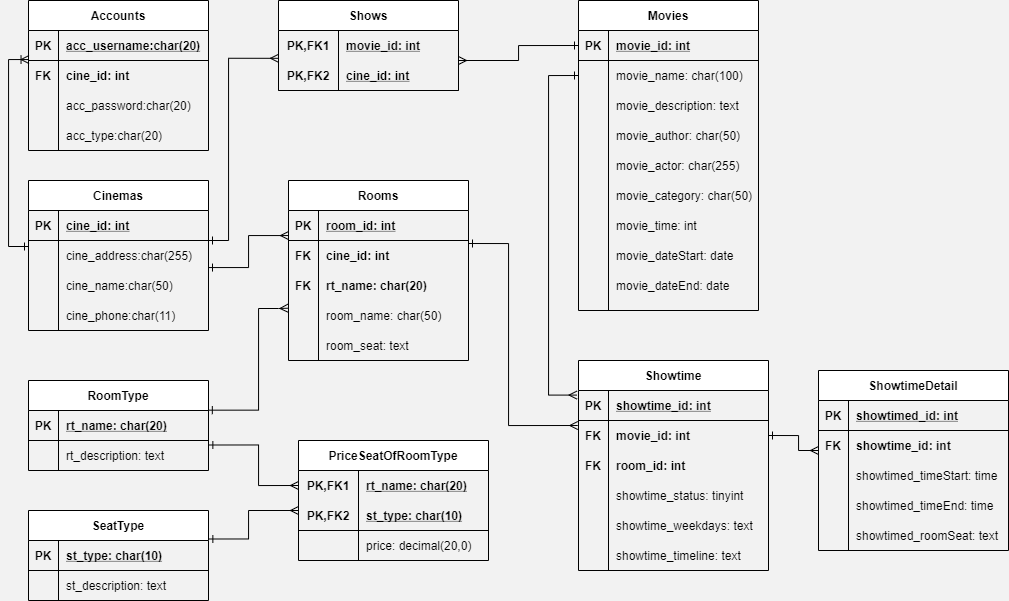 Accounts
PK acc_username:char(20)
FK cine_id: int
acc_password:char(20)
acc_type:char(20)
Shows
PK,FK1 movie_id: int
PK,FK2 cine_id: int
Movies
PK movie_id: int
movie_name: char(100)
movie_description: text
movie_author: char(50)
movie_actor: char(255)
movie_category: char(50)
movie_time: int
movie_dateStart: date
movie_dateEnd: date
Cinemas
PK cine_id: int
cine_address:char(255)
cine_name:char(50)
cine_phone:char(11)
Rooms
PK room_id: int
FK cine_id: int
FK rt_name: char(20)
room_name: char(50)
room_seat: text
RoomType
PK rt_name: char(20)
rt_description: text
PriceSeatOfRoomType
PK,FK1 rt_name: char(20)
PK,FK2 st_type: char(10)
price: decimal(20,0)
SeatType
PK st_type: char(10)
st_description: text
Showtime
PK showtime_id: int
FK movie_id: int
FK room_id: int
showtime_status: tinyint
showtime_weekdays: text
showtime_timeline: text
ShowtimeDetail
PK showtimed_id: int
FK showtime_id: int
showtimed_timeStart: time
showtimed_timeEnd: time
showtimed_roomSeat: text